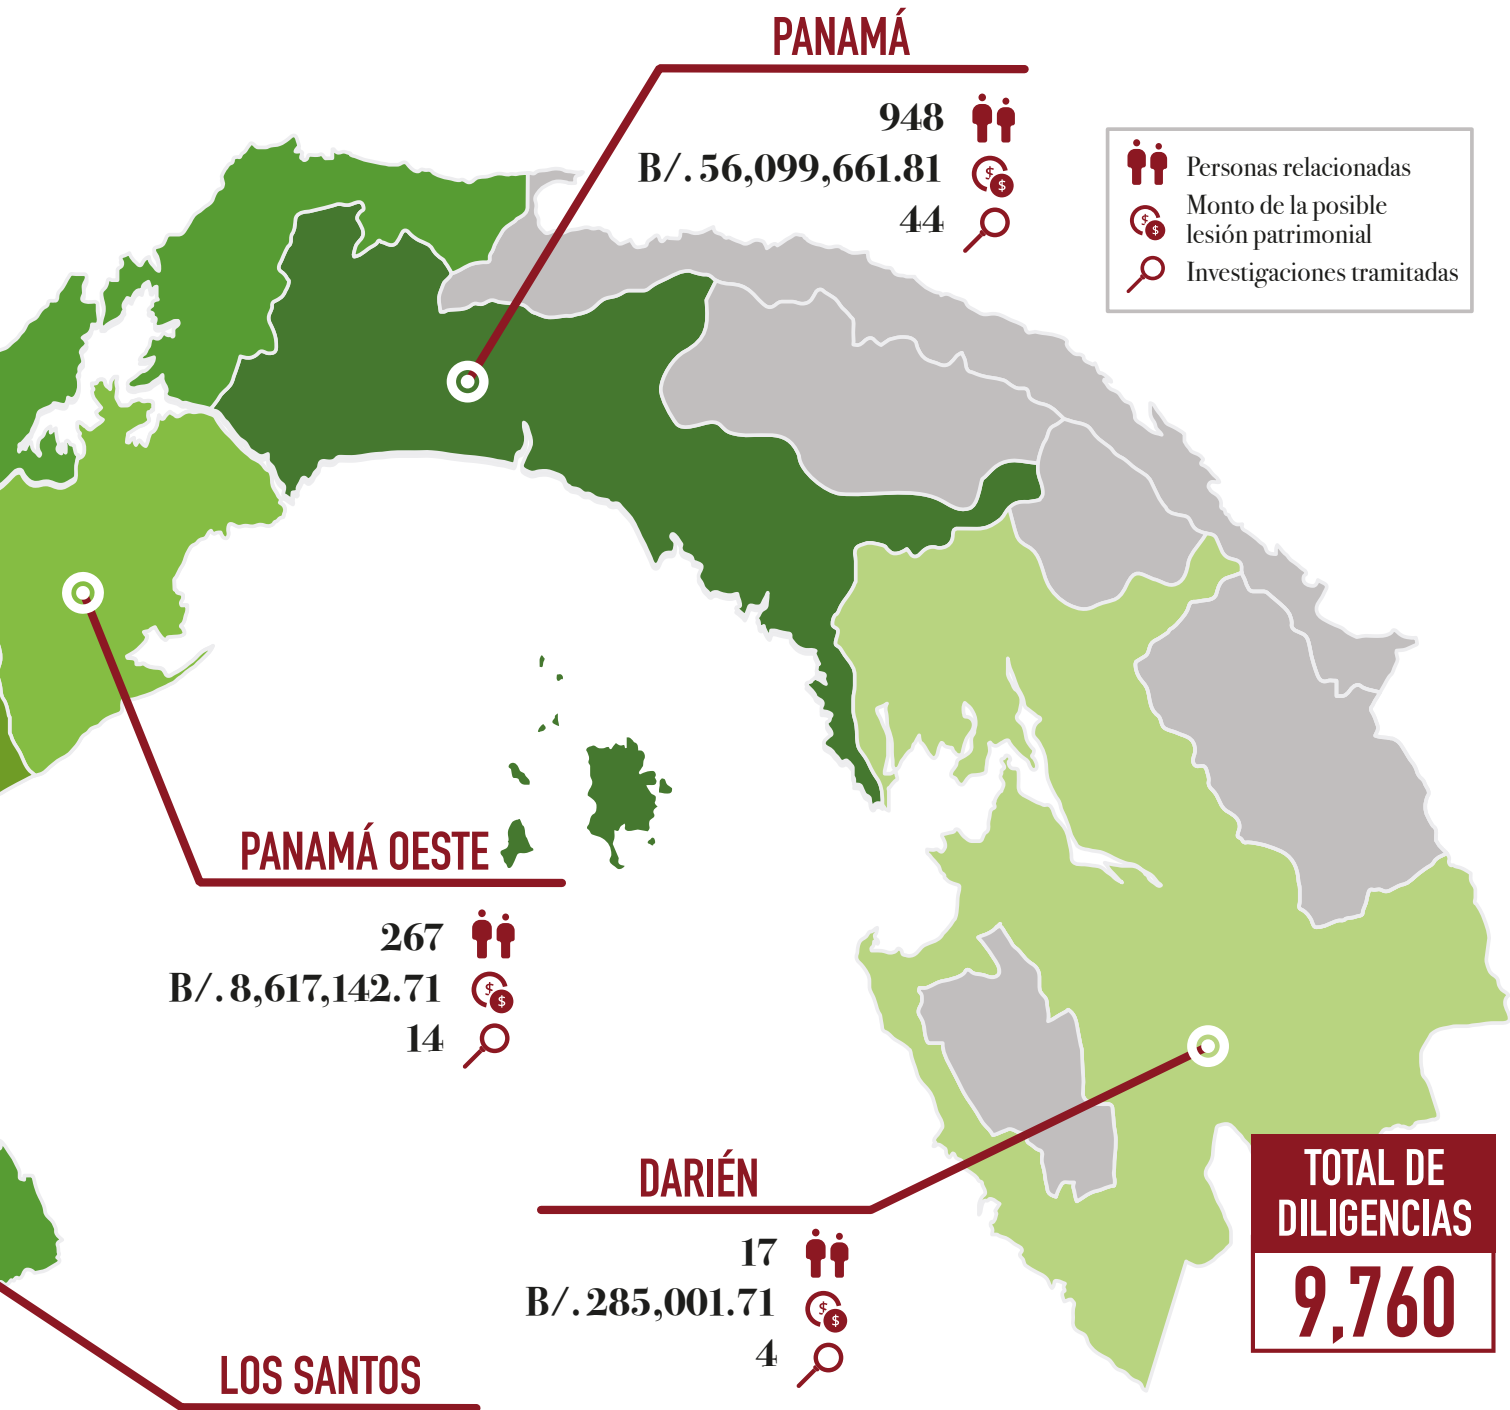 PANAMÁ
948
B/. 56,099,661.81
44
Personas relacionadas
Monto de la posible
lesión patrimonial
Investigaciones tramitadas
PANAMÁ OESTE
267
B/. 8,617,142.71
14
DARIÉN
17
B/. 285,001.71
4
TOTAL DE
DILIGENCIAS
9,760
LOS SANTOS